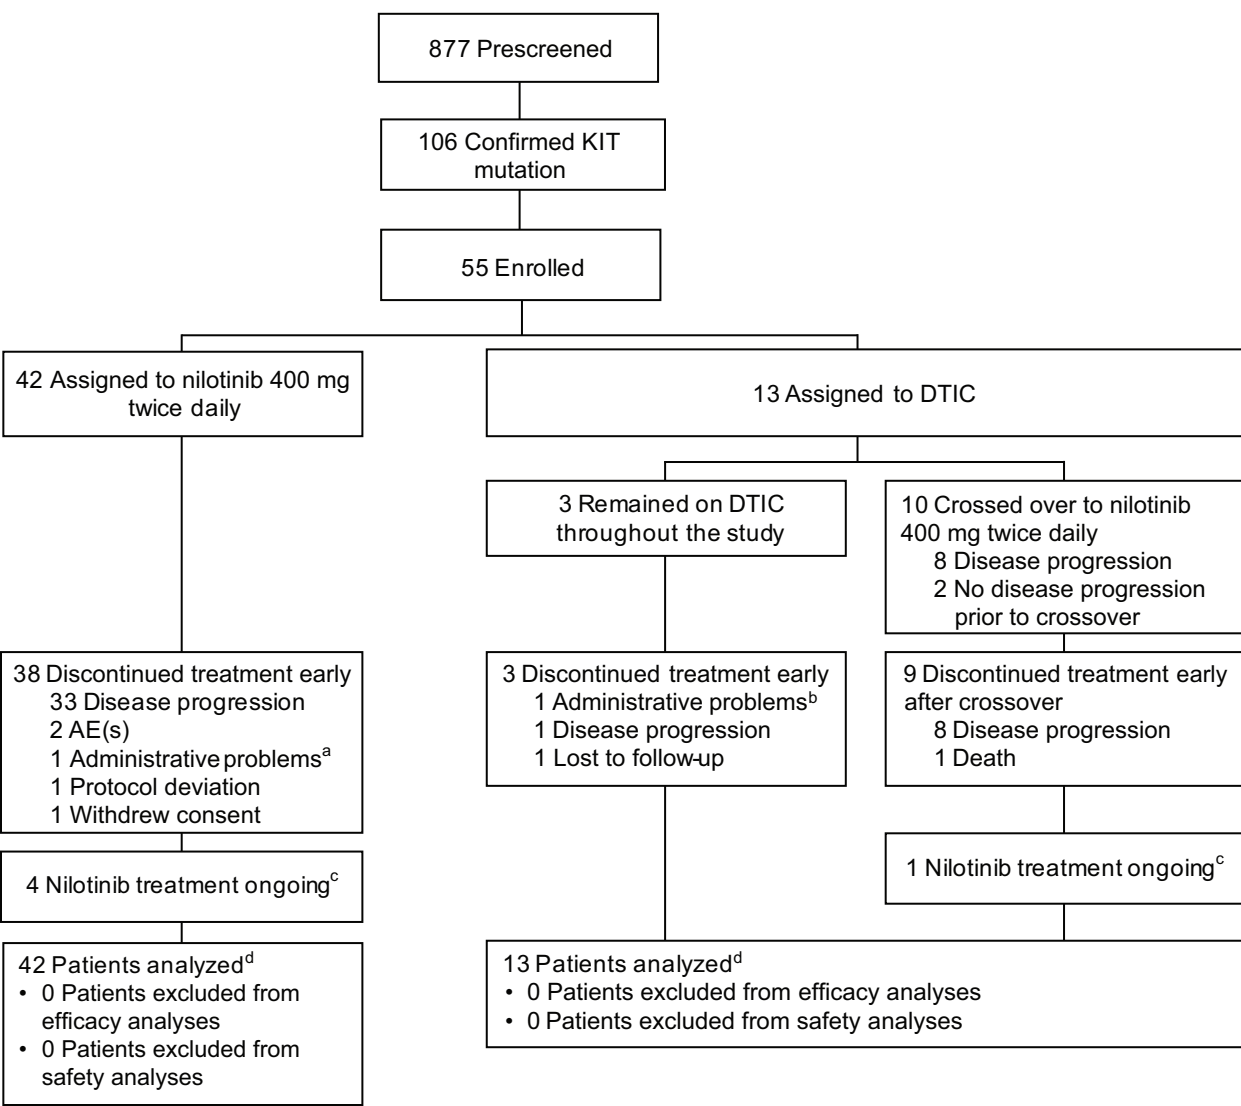 877 Prescreened
106 Confirmed KIT
mutation
55 Enrolled
42 Assigned to nilotinib 400 mg
twice daily
13 Assigned to DTIC
3 Remained on DTIC
throughout the study
10 Crossed over to nilotinib
400 mg twice daily
8 Disease progression
2 No disease progression
prior to crossover
38 Discontinued treatment early
33 Disease progression
2 AE(s)
1 Administrative problemsᵃ
1 Protocol deviation
1 Withdrew consent
3 Discontinued treatment early
1 Administrative problemsᵇ
1 Disease progression
1 Lost to follow-up
9 Discontinued treatment early
after crossover
8 Disease progression
1 Death
4 Nilotinib treatment ongoingᶜ
1 Nilotinib treatment ongoingᶜ
42 Patients analyzedᵈ
• 0 Patients excluded from
efficacy analyses
• 0 Patients excluded from
safety analyses
13 Patients analyzedᵈ
• 0 Patients excluded from efficacy analyses
• 0 Patients excluded from safety analyses